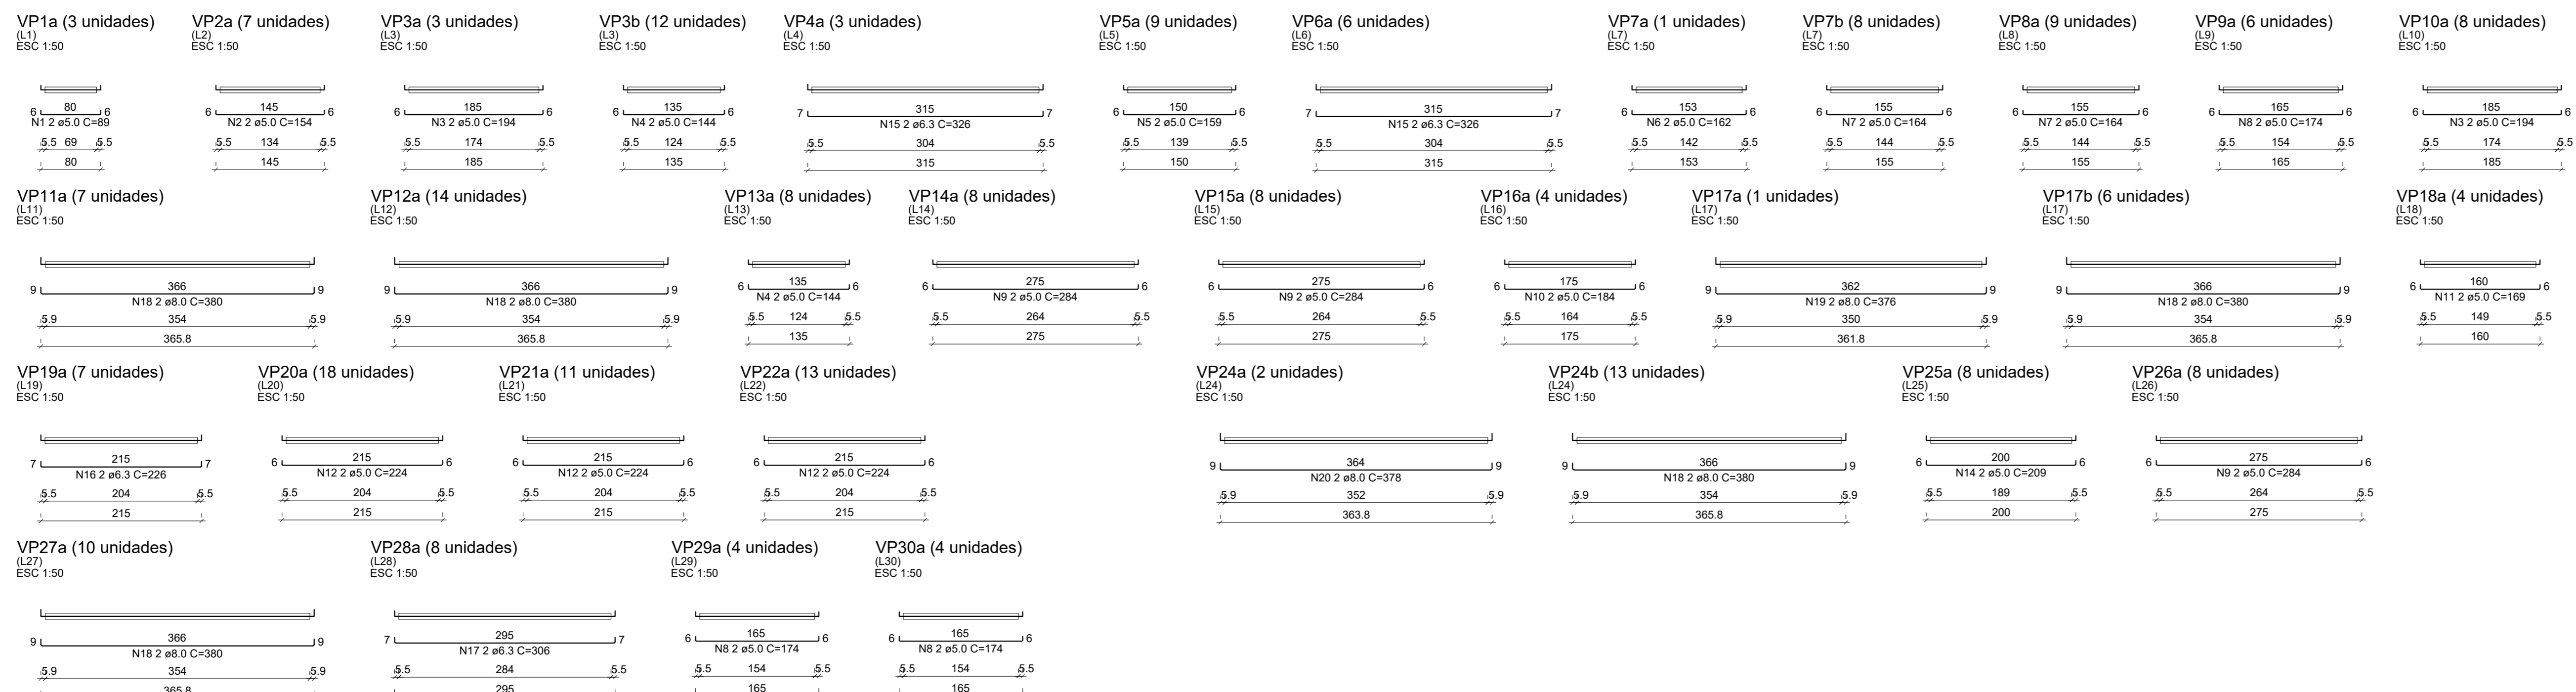 VP1a (3 unidades)
(L1)
ESC 1:50
80
6 6
N1 2 ø5.0 C=89
5.5 69 5.5
80
VP2a (7 unidades)
(L2)
ESC 1:50
145
6 6
N2 2 ø5.0 C=154
5.5 134 5.5
145
VP3a (3 unidades)
(L3)
ESC 1:50
185
6 6
N3 2 ø5.0 C=194
5.5 174 5.5
185
VP3b (12 unidades)
(L3)
ESC 1:50
135
6 6
N4 2 ø5.0 C=144
5.5 124 5.5
135
VP4a (3 unidades)
(L4)
ESC 1:50
315
7 7
N15 2 ø6.3 C=326
5.5 304 5.5
315
VP5a (9 unidades)
(L5)
ESC 1:50
150
6 6
N5 2 ø5.0 C=159
5.5 139 5.5
150
VP6a (6 unidades)
(L6)
ESC 1:50
315
7 7
N15 2 ø6.3 C=326
5.5 304 5.5
315
VP7a (1 unidades)
(L7)
ESC 1:50
153
6 6
N6 2 ø5.0 C=162
5.5 142 5.5
153
VP7b (8 unidades)
(L7)
ESC 1:50
155
6 6
N7 2 ø5.0 C=164
5.5 144 5.5
155
VP8a (9 unidades)
(L8)
ESC 1:50
155
6 6
N7 2 ø5.0 C=164
5.5 144 5.5
155
VP9a (6 unidades)
(L9)
ESC 1:50
165
6 6
N8 2 ø5.0 C=174
5.5 154 5.5
165
VP10a (8 unidades)
(L10)
ESC 1:50
185
6 6
N3 2 ø5.0 C=194
5.5 174 5.5
185
VP11a (7 unidades)
(L11)
ESC 1:50
366
9 9
N18 2 ø8.0 C=380
5.9 354 5.9
365.8
VP12a (14 unidades)
(L12)
ESC 1:50
366
9 9
N18 2 ø8.0 C=380
5.9 354 5.9
365.8
VP13a (8 unidades)
(L13)
ESC 1:50
135
6 6
N4 2 ø5.0 C=144
5.5 124 5.5
135
VP14a (8 unidades)
(L14)
ESC 1:50
275
6 6
N9 2 ø5.0 C=284
5.5 264 5.5
275
VP15a (8 unidades)
(L15)
ESC 1:50
275
6 6
N9 2 ø5.0 C=284
5.5 264 5.5
275
VP16a (4 unidades)
(L16)
ESC 1:50
175
6 6
N10 2 ø5.0 C=184
5.5 164 5.5
175
VP17a (1 unidades)
(L17)
ESC 1:50
362
9 9
N19 2 ø8.0 C=376
5.9 350 5.9
361.8
VP17b (6 unidades)
(L17)
ESC 1:50
366
9 9
N18 2 ø8.0 C=380
5.9 354 5.9
365.8
VP18a (4 unidades)
(L18)
ESC 1:50
160
6 6
N11 2 ø5.0 C=169
5.5 149 5.5
160
VP19a (7 unidades)
(L19)
ESC 1:50
215
7 7
N16 2 ø6.3 C=226
5.5 204 5.5
215
VP20a (18 unidades)
(L20)
ESC 1:50
215
6 6
N12 2 ø5.0 C=224
5.5 204 5.5
215
VP21a (11 unidades)
(L21)
ESC 1:50
215
6 6
N12 2 ø5.0 C=224
5.5 204 5.5
215
VP22a (13 unidades)
(L22)
ESC 1:50
215
6 6
N12 2 ø5.0 C=224
5.5 204 5.5
215
VP24a (2 unidades)
(L24)
ESC 1:50
364
9 9
N20 2 ø8.0 C=378
5.9 352 5.9
363.8
VP24b (13 unidades)
(L24)
ESC 1:50
366
9 9
N18 2 ø8.0 C=380
5.9 354 5.9
365.8
VP25a (8 unidades)
(L25)
ESC 1:50
200
6 6
N14 2 ø5.0 C=209
5.5 189 5.5
200
VP26a (8 unidades)
(L26)
ESC 1:50
275
6 6
N9 2 ø5.0 C=284
5.5 264 5.5
275
VP27a (10 unidades)
(L27)
ESC 1:50
366
9 9
N18 2 ø8.0 C=380
5.9 354 5.9
365.8
VP28a (8 unidades)
(L28)
ESC 1:50
295
7 7
N17 2 ø6.3 C=306
5.5 284 5.5
295
VP29a (4 unidades)
(L29)
ESC 1:50
165
6 6
N8 2 ø5.0 C=174
5.5 154 5.5
165
VP30a (4 unidades)
(L30)
ESC 1:50
165
6 6
N8 2 ø5.0 C=174
5.5 154 5.5
165